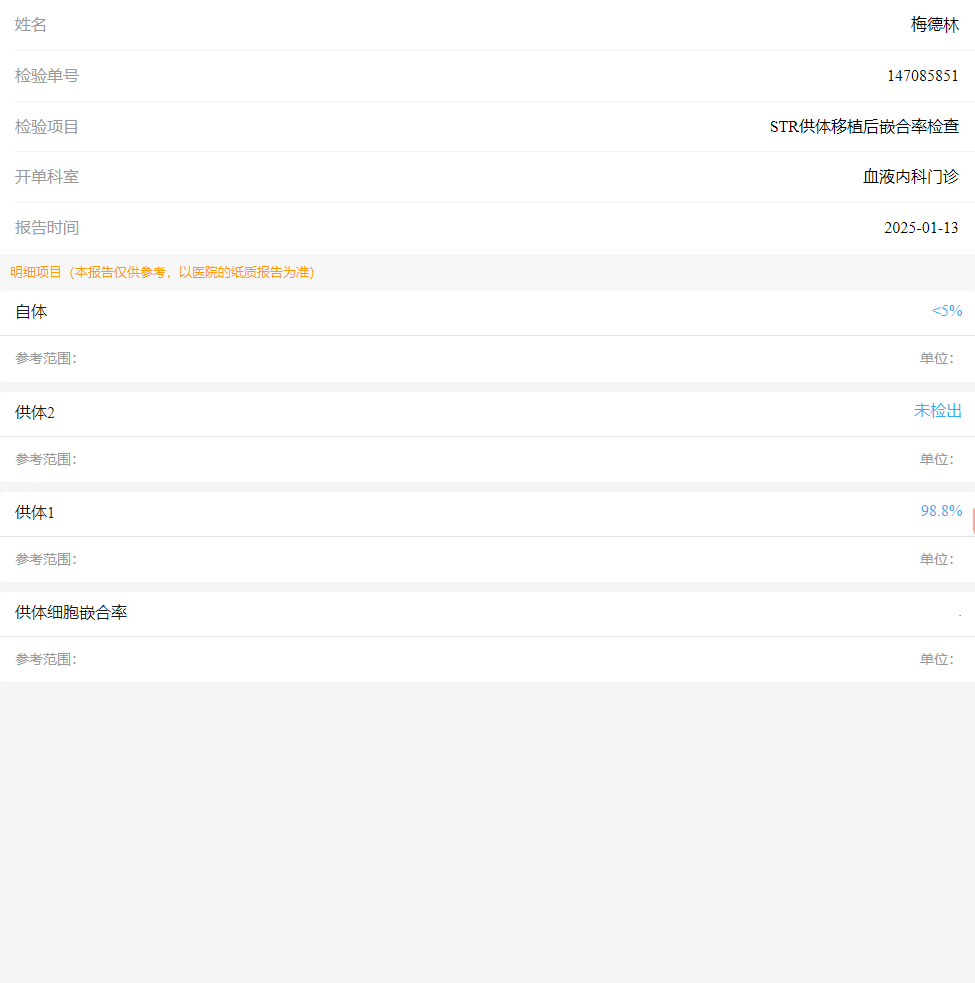 姓名 梅德林
检验单号 147085851
检验项目 STR供体移植后嵌合率检查
开单科室 血液内科门诊
报告时间 2025-01-13
明细项目（本报告仅供参考，以医院的纸质报告为准）
自体 <5%
参考范围： 单位：
供体2 未检出
参考范围： 单位：
供体1 98.8%
参考范围： 单位：
供体细胞嵌合率 .
参考范围： 单位：